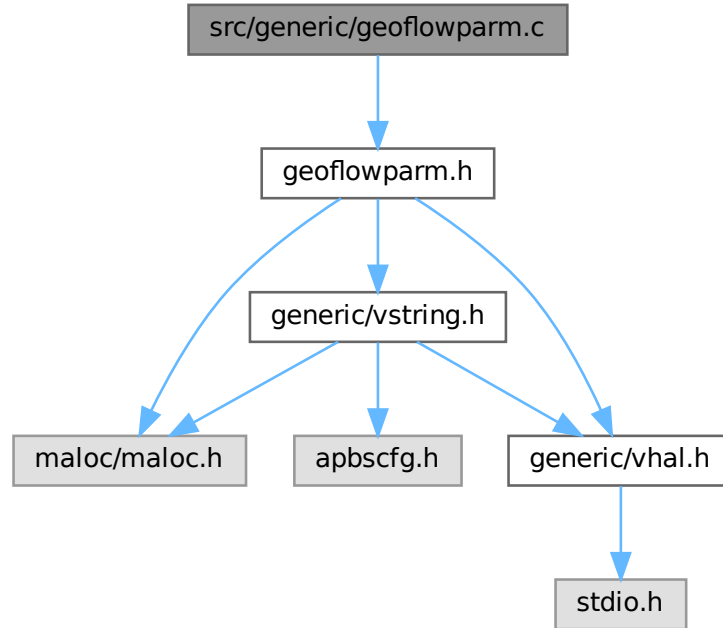 src/generic/geoflowparm.c
geoflowparm.h
generic/vstring.h
maloc/maloc.h
apbscfg.h
generic/vhal.h
stdio.h